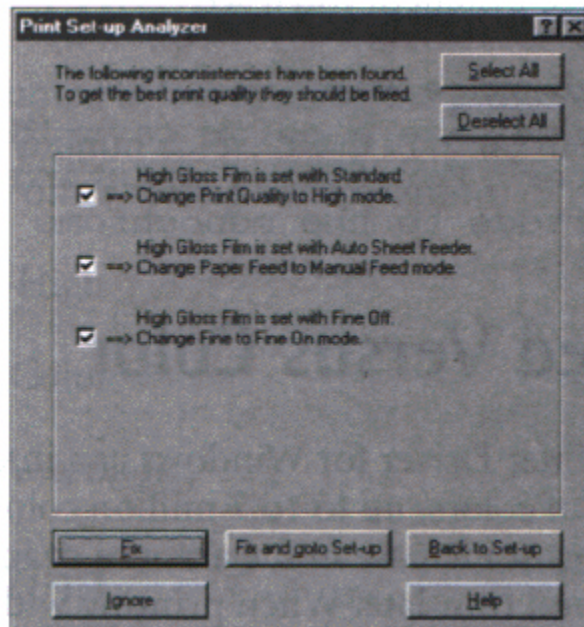 Print Set-up Analyzer
The following inconsistencies have been found.
To get the best print quality they should be fixed.
Select All
Deselect All
High Gloss Film is set with Standard
==> Change Print Quality to High mode.
High Gloss Film is set with Auto Sheet Feeder.
==> Change Paper Feed to Manual Feed mode.
High Gloss Film is set with Fine Off.
==> Change Fine to Fine On mode.
Versus Color
for Windows
Fix
Fix and goto Set-up
Back to Set-up
Ignore
Help